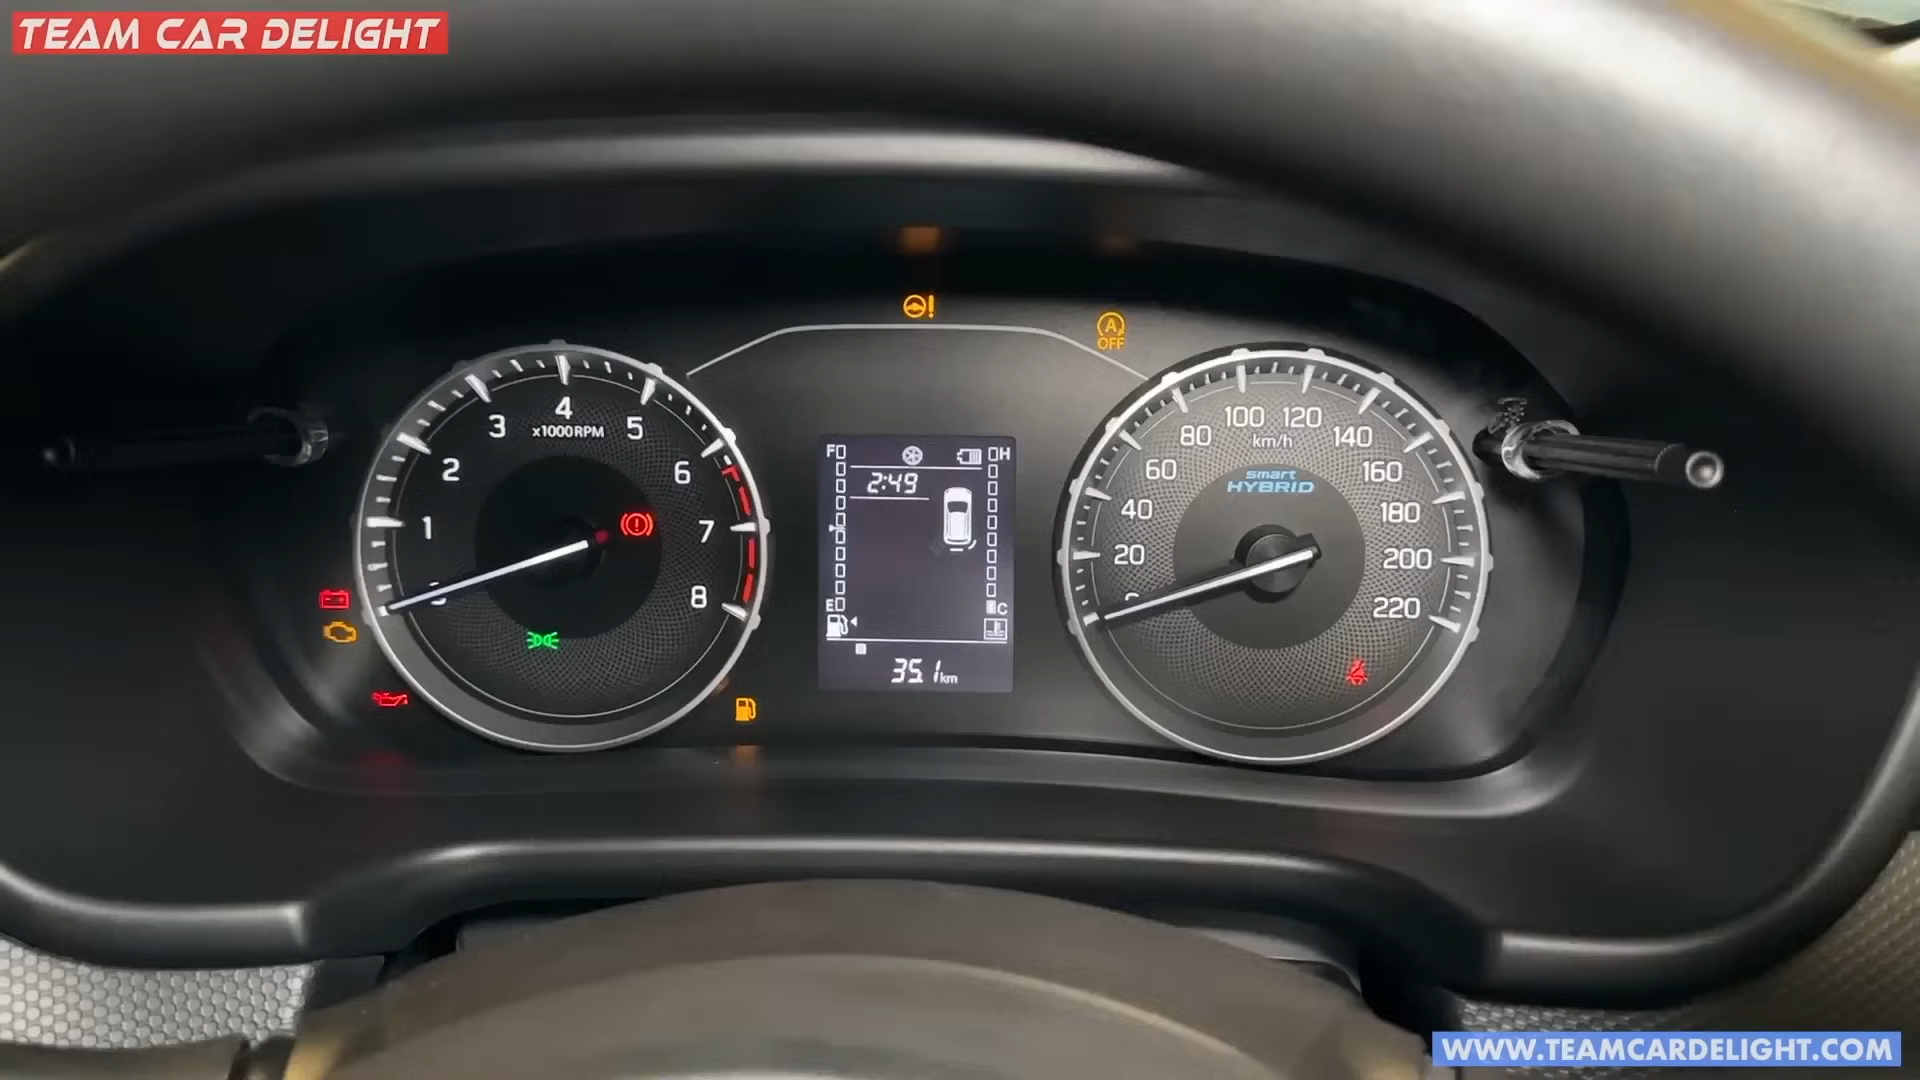 TEAM CAR DELIGHT
OFF
4
3
5
x1000RPM
2
6
1
7
8
F
H
2:49
E
C
35.1km
100
120
80
km/h
140
60
160
smart
HYBRID
40
180
20
200
220
WWW.TEAMCARDELIGHT.COM